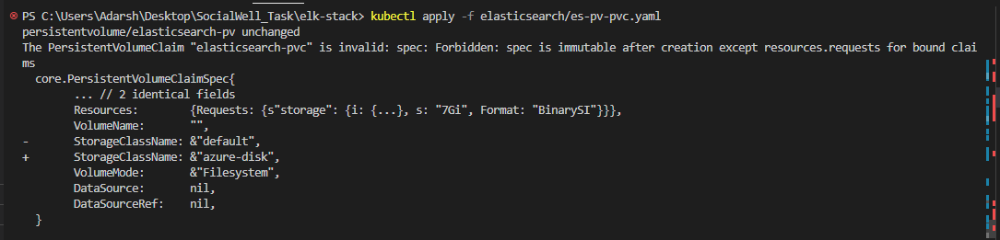 PS C:\Users\Adarsh\Desktop\SocialWell_Task\elk-stack> kubectl apply -f elasticsearch/es-pv-pvc.yaml
persistentvolume/elasticsearch-pv unchanged
The PersistentVolumeClaim "elasticsearch-pvc" is invalid: spec: Forbidden: spec is immutable after creation except resources.requests for bound clai
ms
  core.PersistentVolumeClaimSpec{
        ... // 2 identical fields
        Resources:        {Requests: {s"storage": {i: {...}, s: "7Gi", Format: "BinarySI"}}},
        VolumeName:       "",
-       StorageClassName: &"default",
+       StorageClassName: &"azure-disk",
        VolumeMode:       &"Filesystem",
        DataSource:       nil,
        DataSourceRef:    nil,
  }